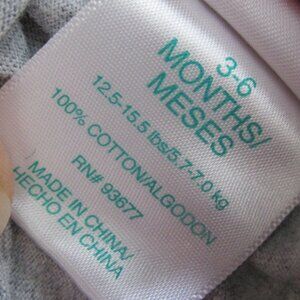 3-6
MONTHS/
MESES
12.5-15.5 lbs/5.7-7.0 kg
100% COTTON/ALGODON
RN# 93677
MADE IN CHINA/
HECHO EN CHINA